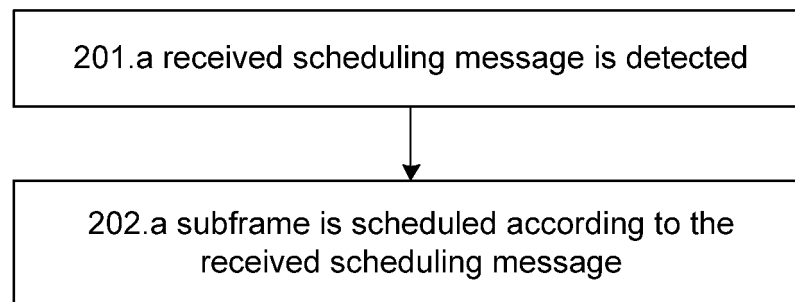 201.a received scheduling message is detected
202.a subframe is scheduled according to the
received scheduling message